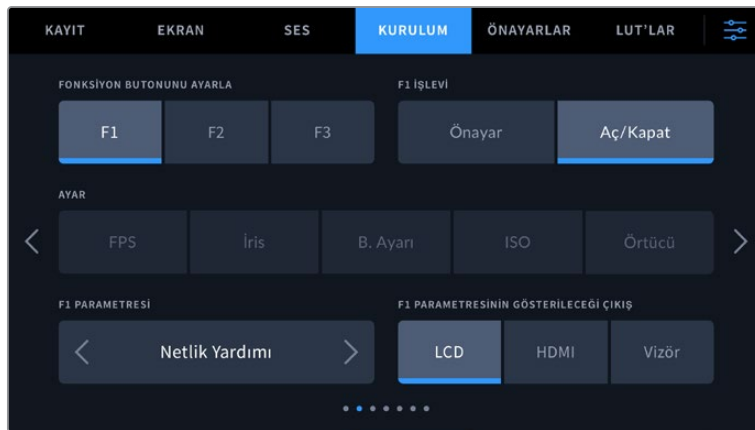 KAYIT EKRAN SES KURULUM ÖNAYARLAR LUT'LAR
FONKSİYON BUTONUNU AYARLA F1 İŞLEVİ
F1 F2 F3 Önayar Aç/Kapat
AYAR
FPS İris B. Ayarı ISO Örtücü
F1 PARAMETRESİ F1 PARAMETRESİNİN GÖSTERİLECEĞİ ÇIKIŞ
Netlik Yardımı LCD HDMI Vizör